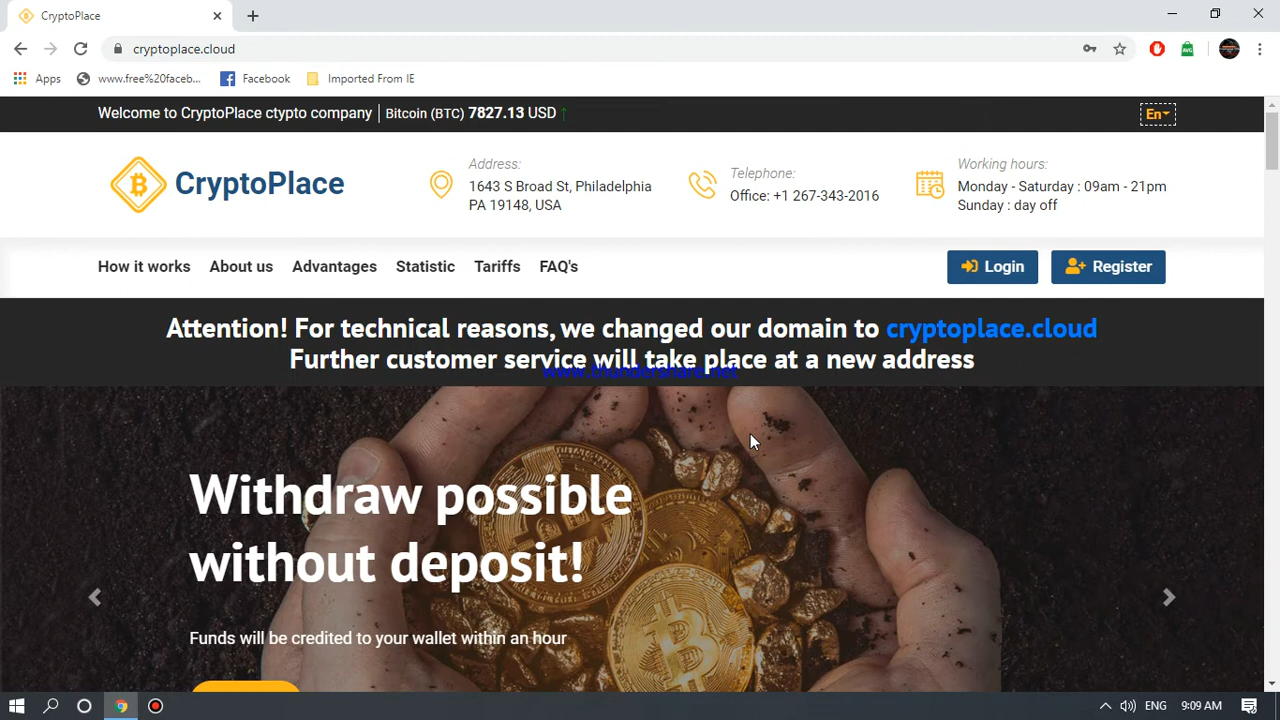 CryptoPlace
cryptoplace.cloud
Apps
www.free%20faceb...
Facebook
Imported From IE
Welcome to CryptoPlace ctypto company
Bitcoin (BTC) 7827.13 USD ↑
En
CryptoPlace
Address:
1643 S Broad St, Philadelphia
PA 19148, USA
Telephone:
Office: +1 267-343-2016
Working hours:
Monday - Saturday : 09am - 21pm
Sunday : day off
How it works
About us
Advantages
Statistic
Tariffs
FAQ's
Login
Register
Attention! For technical reasons, we changed our domain to cryptoplace.cloud
Further customer service will take place at a new address
www.thundershare.net
Withdraw possible
without deposit!
Funds will be credited to your wallet within an hour
ENG
9:09 AM